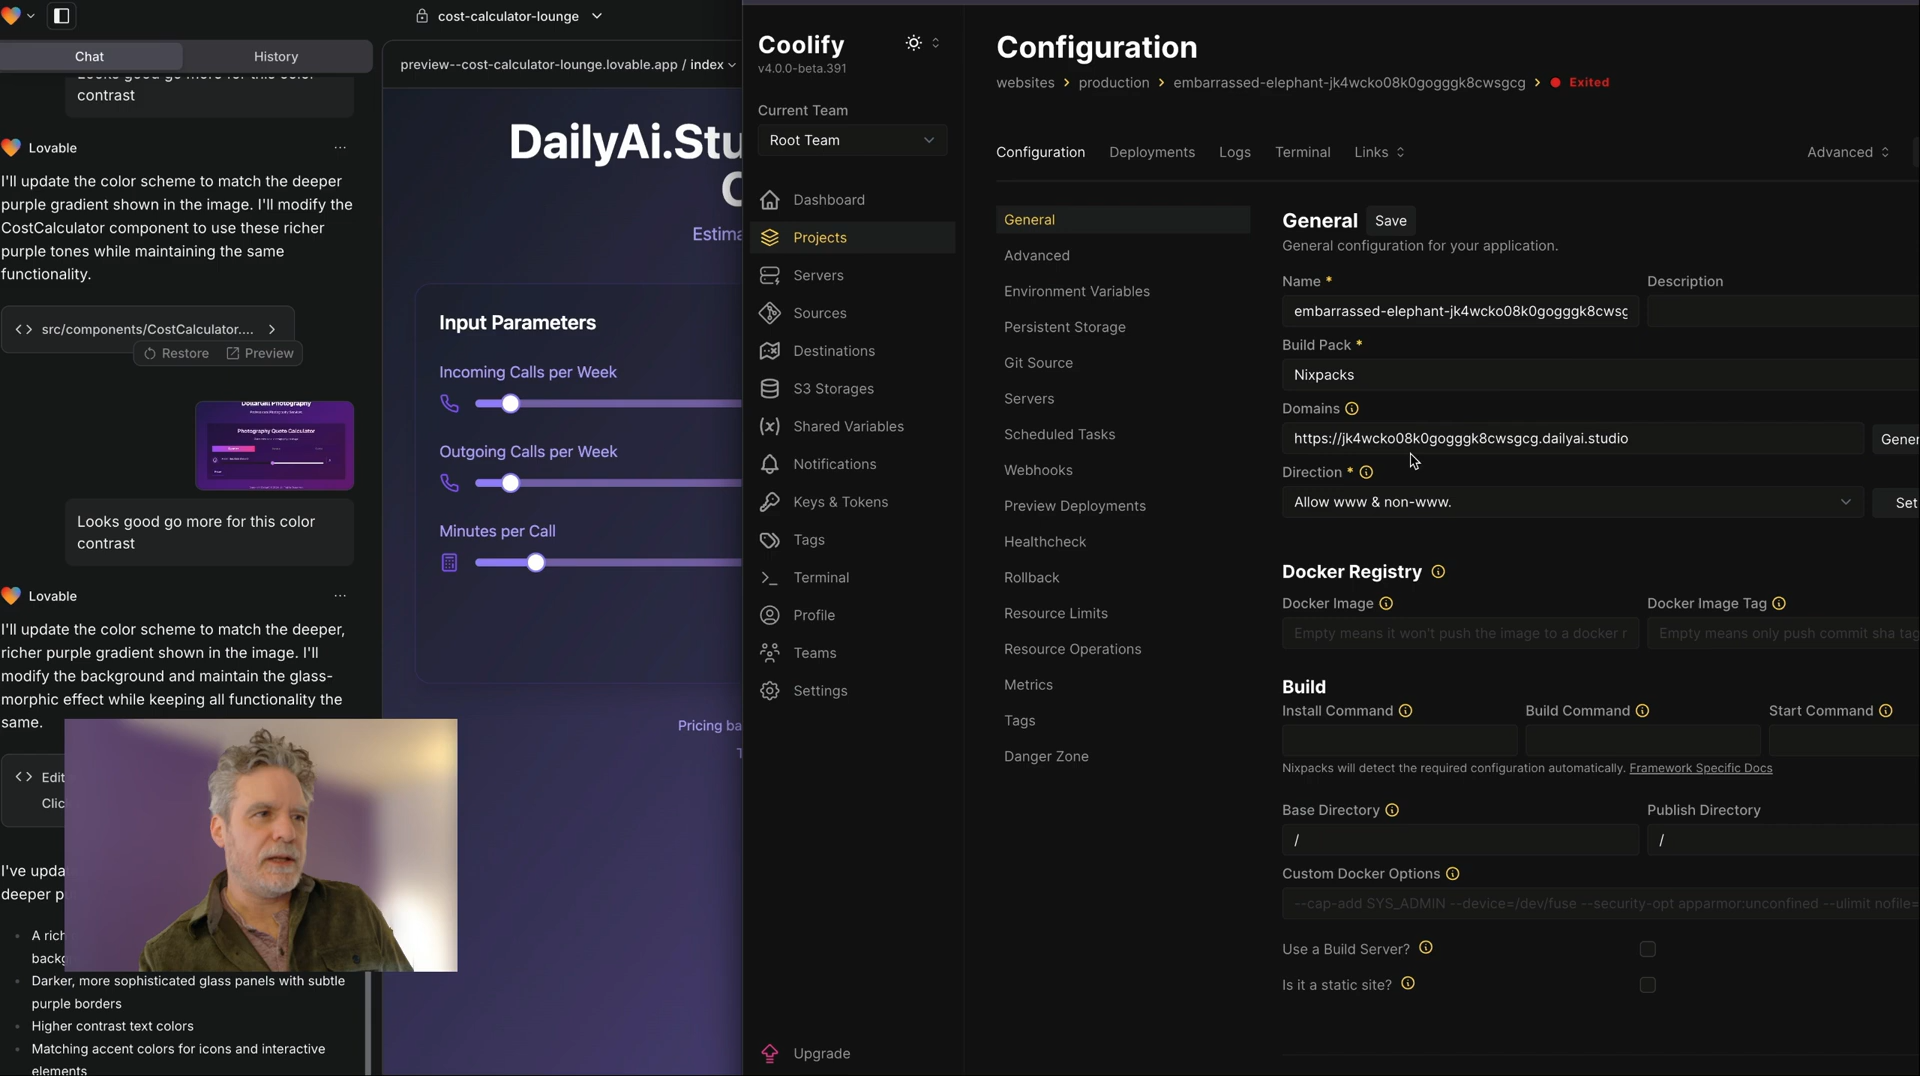 cost-calculator-lounge
Chat
History
contrast
Lovable
I'll update the color scheme to match the deeper
purple gradient shown in the image. I'll modify the
CostCalculator component to use these richer
purple tones while maintaining the same
functionality.
src/components/CostCalculator....
Restore
Preview
DollarGill Photography
Photography Quote Calculator
Looks good go more for this color
contrast
Lovable
I'll update the color scheme to match the deeper,
richer purple gradient shown in the image. I'll
modify the background and maintain the glass-
morphic effect while keeping all functionality the
same.
Edit
Clic
I've upda
deeper p
A rich
backg
Darker, more sophisticated glass panels with subtle
purple borders
Higher contrast text colors
Matching accent colors for icons and interactive
elements
preview--cost-calculator-lounge.lovable.app / index
DailyAi.Stu
C
Estima
Input Parameters
Incoming Calls per Week
Outgoing Calls per Week
Minutes per Call
Pricing ba
T
Coolify
v4.0.0-beta.391
Current Team
Root Team
Dashboard
Projects
Servers
Sources
Destinations
S3 Storages
Shared Variables
Notifications
Keys & Tokens
Tags
Terminal
Profile
Teams
Settings
Upgrade
Configuration
websites > production > embarrassed-elephant-jk4wcko08k0gogggk8cwsgcg > Exited
Configuration
Deployments
Logs
Terminal
Links
Advanced
General
Advanced
Environment Variables
Persistent Storage
Git Source
Servers
Scheduled Tasks
Webhooks
Preview Deployments
Healthcheck
Rollback
Resource Limits
Resource Operations
Metrics
Tags
Danger Zone
General
Save
General configuration for your application.
Name *
Description
embarrassed-elephant-jk4wcko08k0gogggk8cwsg
Build Pack *
Nixpacks
Domains
https://jk4wcko08k0gogggk8cwsgcg.dailyai.studio
Gener
Direction *
Allow www & non-www.
Set
Docker Registry
Docker Image
Docker Image Tag
Empty means it won't push the image to a docker r
Empty means only push commit sha tag
Build
Install Command
Build Command
Start Command
Nixpacks will detect the required configuration automatically. Framework Specific Docs
Base Directory
Publish Directory
/
/
Custom Docker Options
--cap-add SYS_ADMIN --device=/dev/fuse --security-opt apparmor:unconfined --ulimit nofile=
Use a Build Server?
Is it a static site?